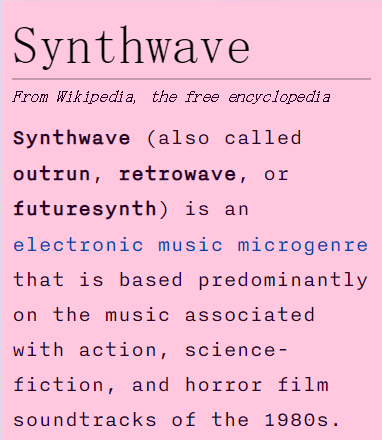 Synthwave
From Wikipedia, the free encyclopedia
Synthwave (also called
outrun, retrowave, or
futuresynth) is an
electronic music microgenre
that is based predominantly
on the music associated
with action, science-
fiction, and horror film
soundtracks of the 1980s.